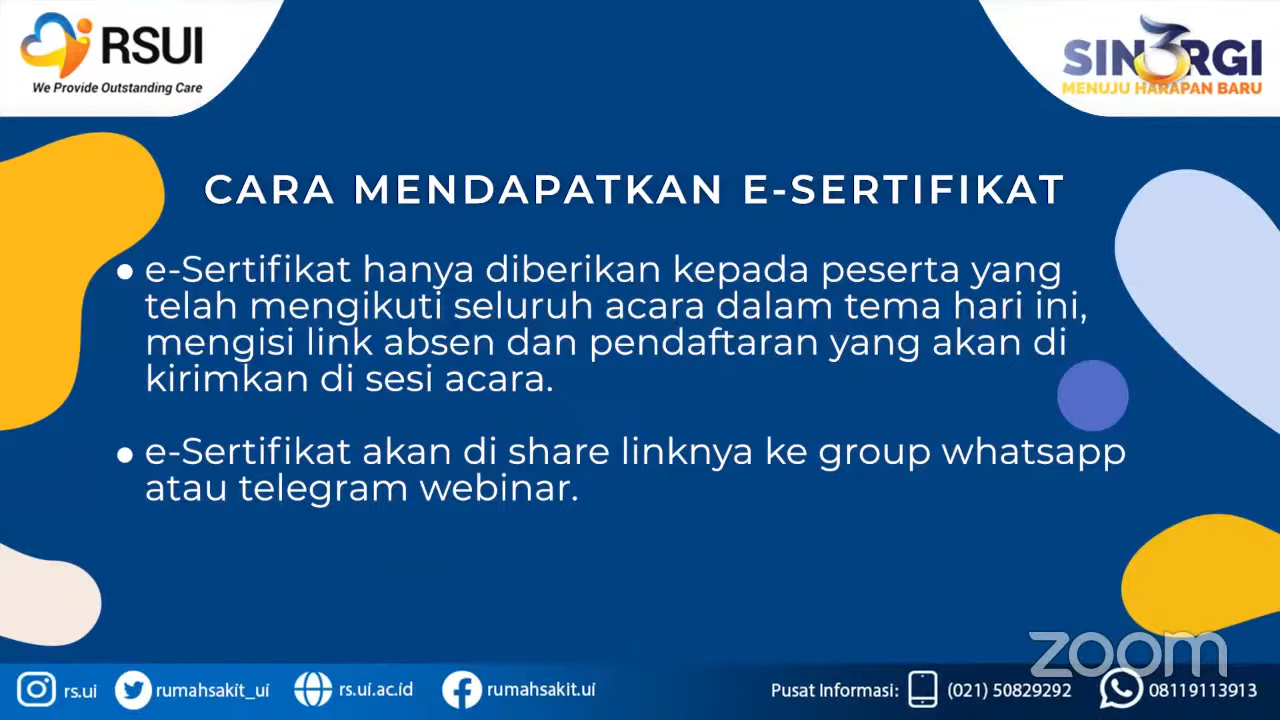 RSUI
We Provide Outstanding Care
SIN3RGI
MENUJU HARAPAN BARU
CARA MENDAPATKAN E-SERTIFIKAT
● e-Sertifikat hanya diberikan kepada peserta yang
telah mengikuti seluruh acara dalam tema hari ini,
mengisi link absen dan pendaftaran yang akan di
kirimkan di sesi acara.
● e-Sertifikat akan di share linknya ke group whatsapp
atau telegram webinar.
zoom
rs.ui rumahsakit_ui rs.ui.ac.id rumahsakit.ui Pusat Informasi: (021) 50829292 08119113913